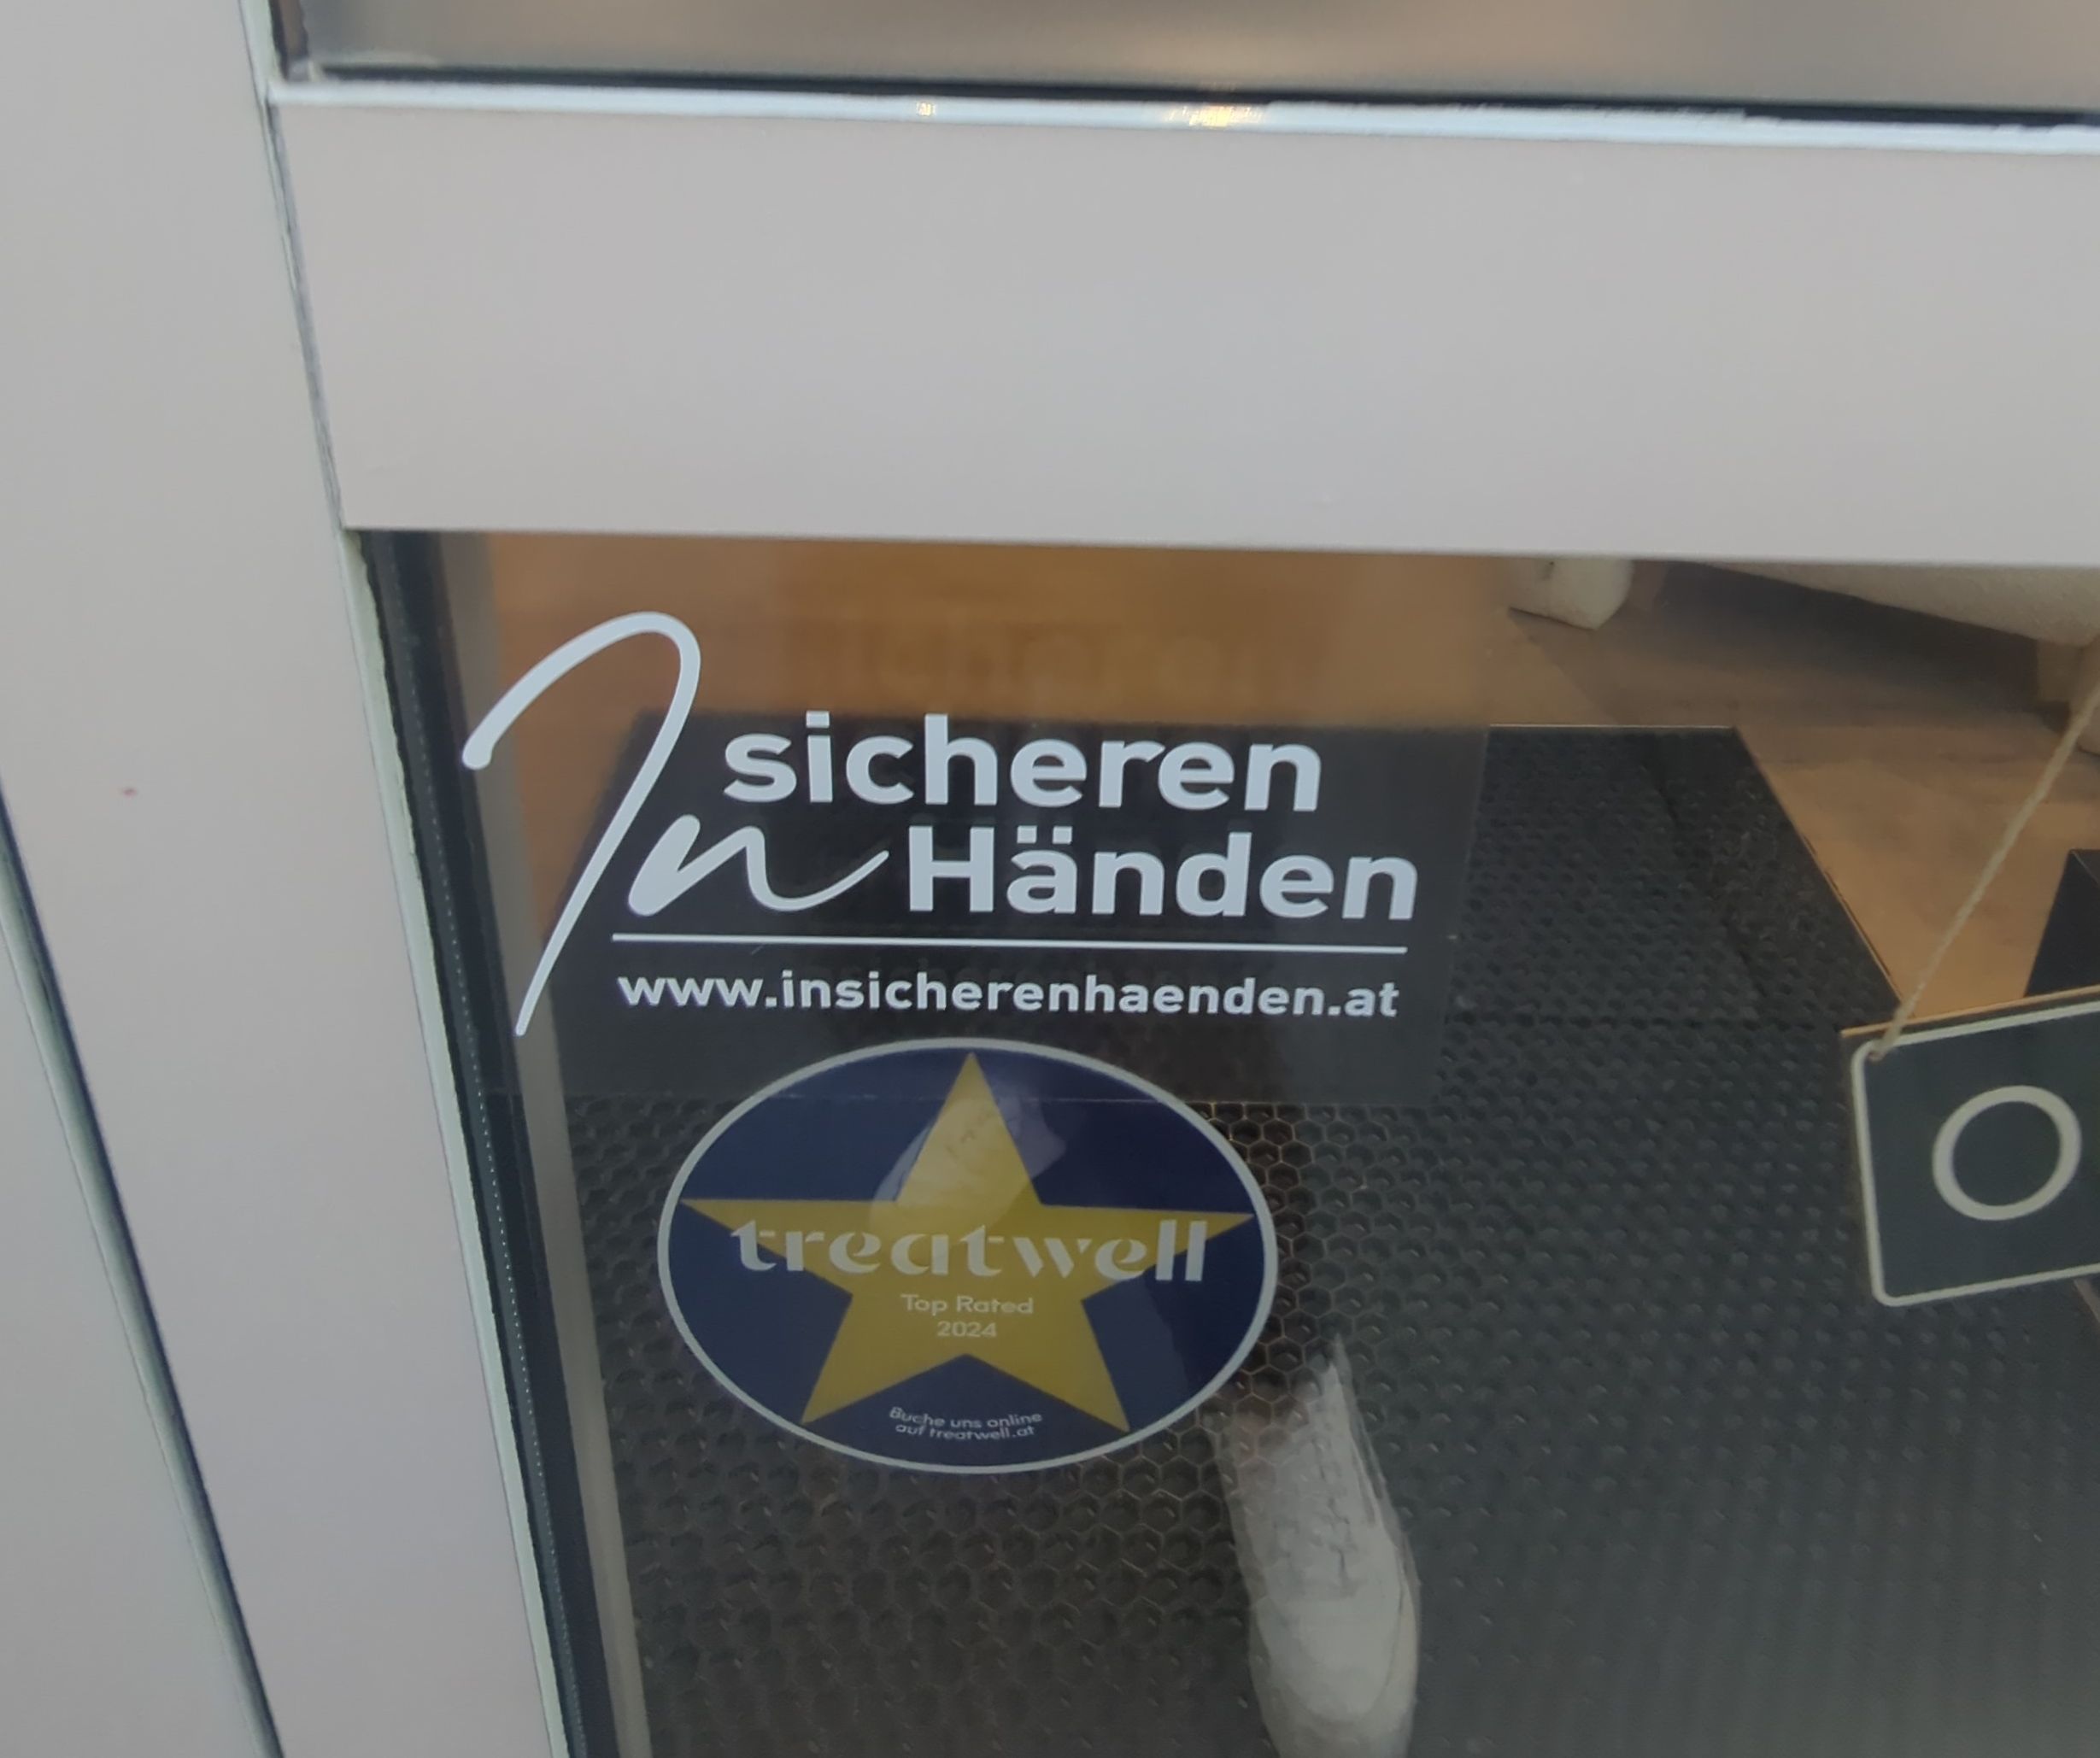 In sicheren
Händen
www.insicherenhaenden.at
treatwell
Top Rated
2024
Buche uns online
auf treatwell.at
O